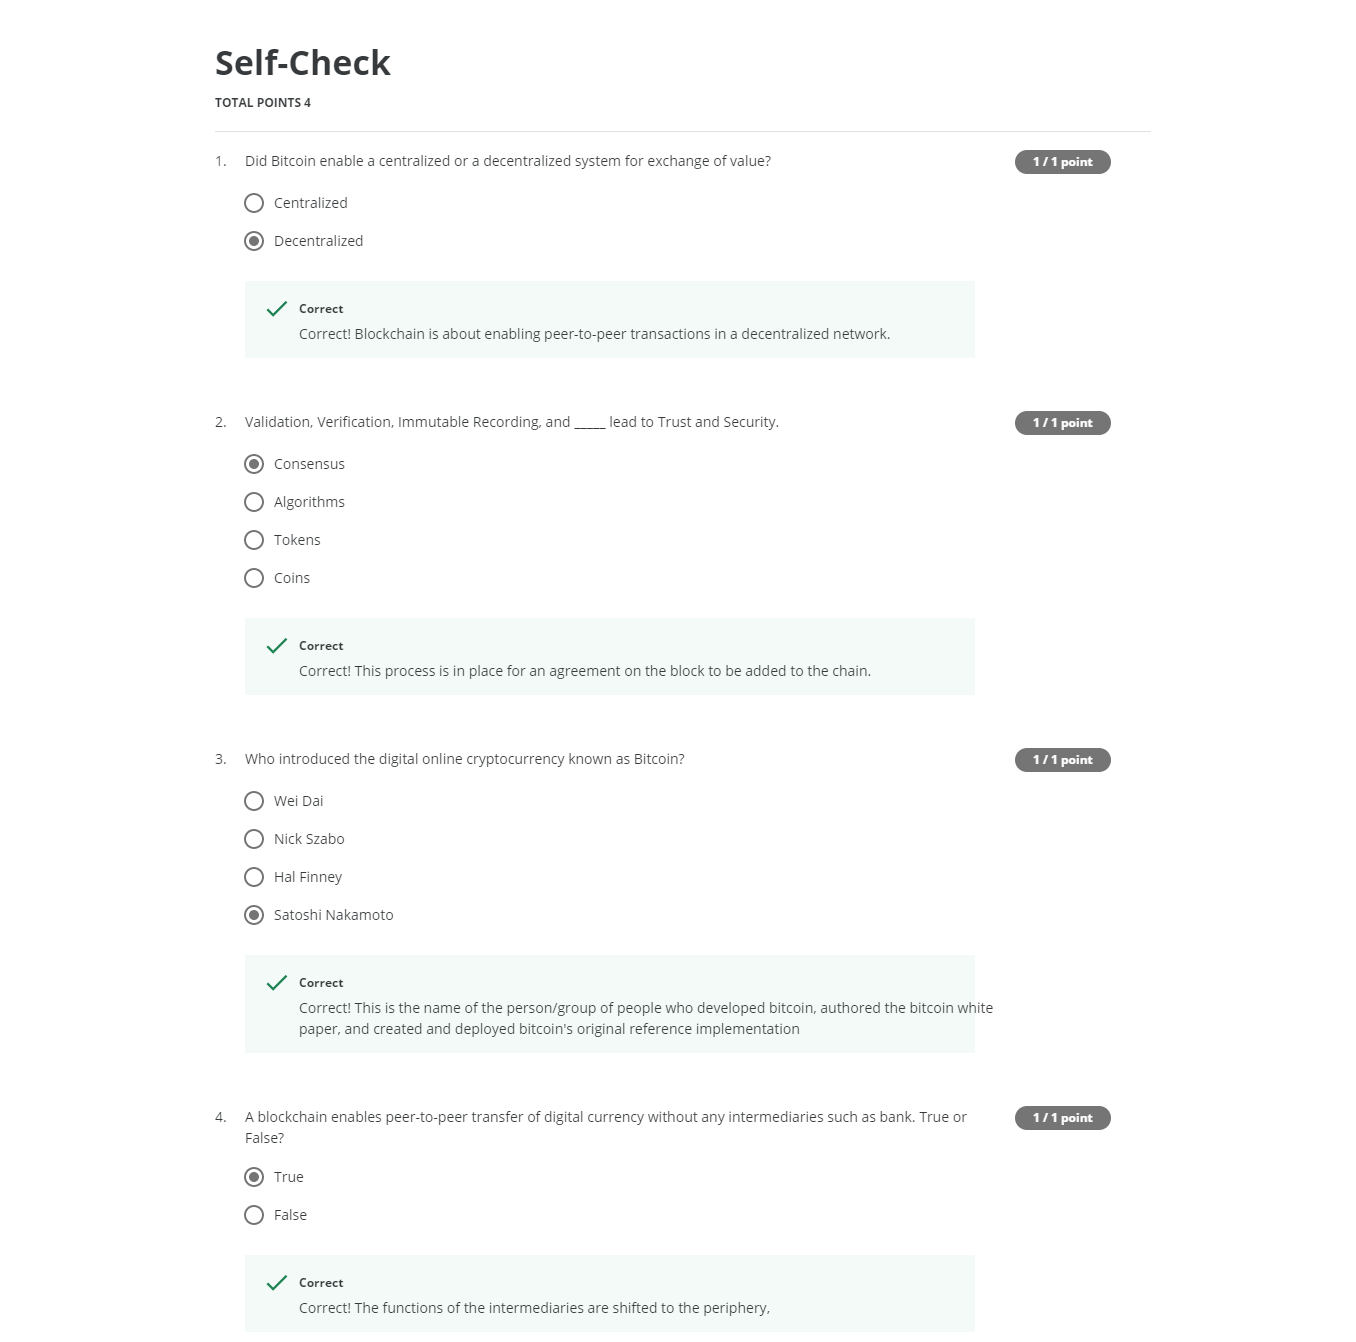 Self-Check
TOTAL POINTS 4
1. Did Bitcoin enable a centralized or a decentralized system for exchange of value? 1 / 1 point
Centralized
Decentralized
Correct
Correct! Blockchain is about enabling peer-to-peer transactions in a decentralized network.
2. Validation, Verification, Immutable Recording, and _____ lead to Trust and Security. 1 / 1 point
Consensus
Algorithms
Tokens
Coins
Correct
Correct! This process is in place for an agreement on the block to be added to the chain.
3. Who introduced the digital online cryptocurrency known as Bitcoin? 1 / 1 point
Wei Dai
Nick Szabo
Hal Finney
Satoshi Nakamoto
Correct
Correct! This is the name of the person/group of people who developed bitcoin, authored the bitcoin white
paper, and created and deployed bitcoin's original reference implementation
4. A blockchain enables peer-to-peer transfer of digital currency without any intermediaries such as bank. True or 1 / 1 point
False?
True
False
Correct
Correct! The functions of the intermediaries are shifted to the periphery,